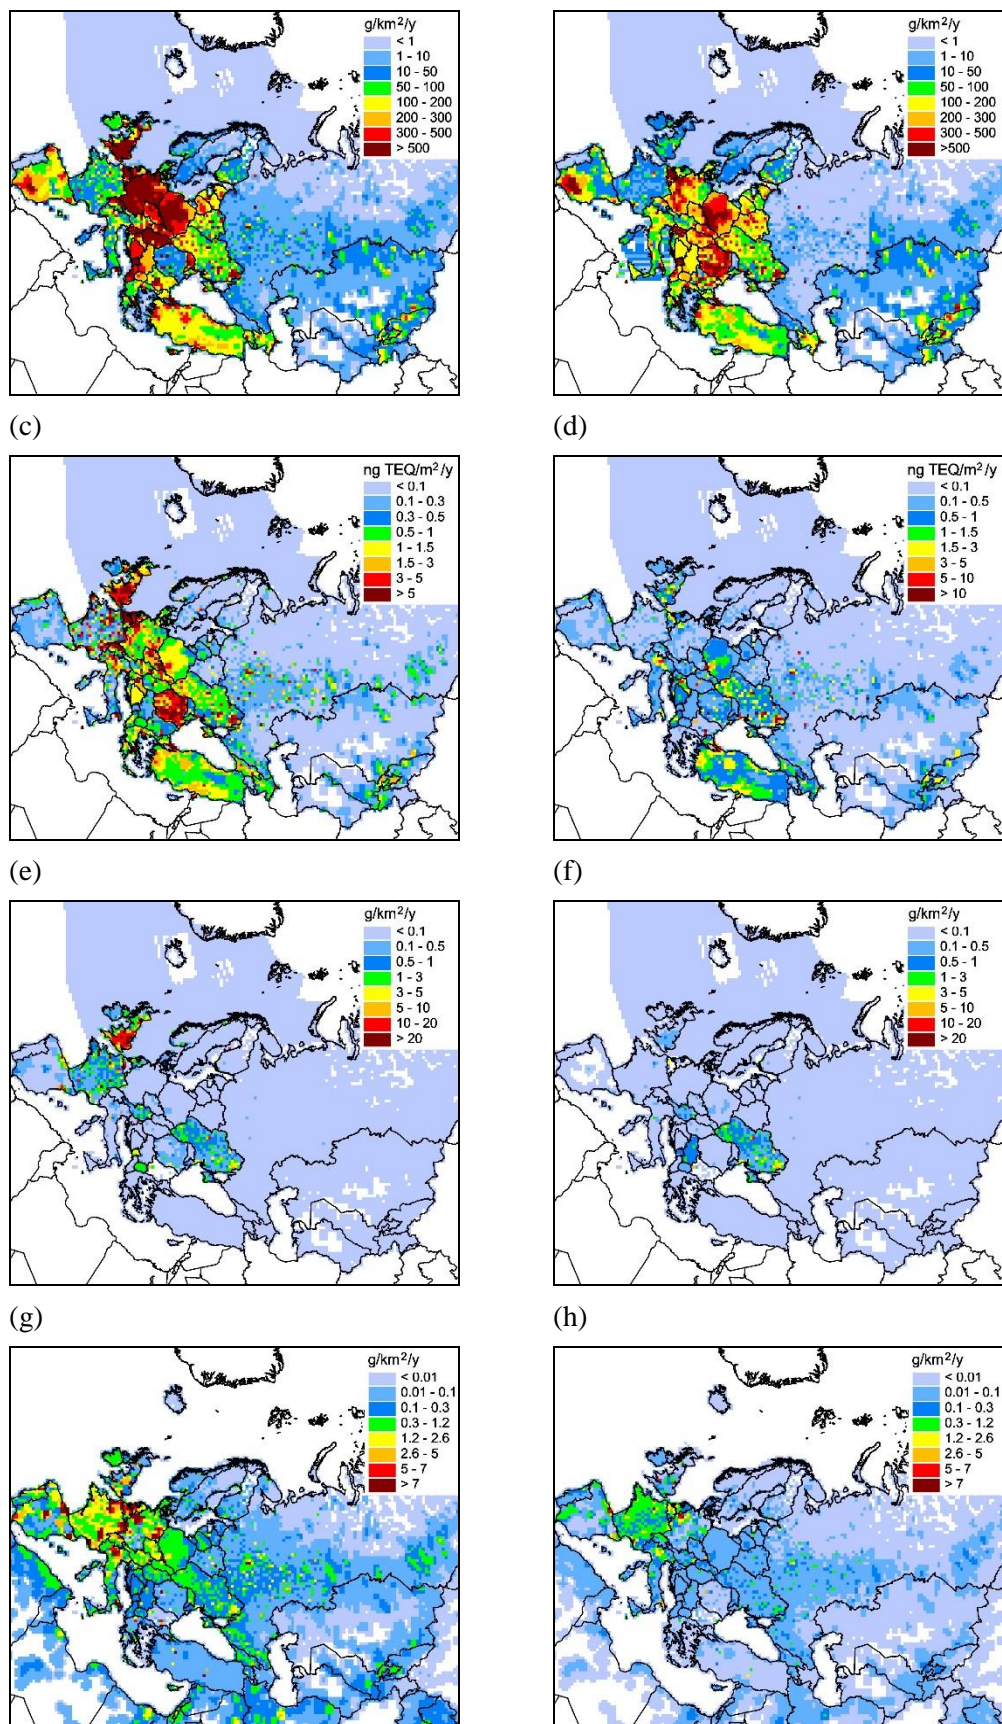 g/km²/y
< 1
1 - 10
10 - 50
50 - 100
100 - 200
200 - 300
300 - 500
> 500
g/km²/y
< 1
1 - 10
10 - 50
50 - 100
100 - 200
200 - 300
300 - 500
>500
(c)
(d)
ng TEQ/m²/y
< 0.1
0.1 - 0.3
0.3 - 0.5
0.5 - 1
1 - 1.5
1.5 - 3
3 - 5
> 5
ng TEQ/m²/y
< 0.1
0.1 - 0.5
0.5 - 1
1 - 1.5
1.5 - 3
3 - 5
5 - 10
> 10
(e)
(f)
g/km²/y
< 0.1
0.1 - 0.5
0.5 - 1
1 - 3
3 - 5
5 - 10
10 - 20
> 20
g/km²/y
< 0.1
0.1 - 0.5
0.5 - 1
1 - 3
3 - 5
5 - 10
10 - 20
> 20
(g)
(h)
g/km²/y
< 0.01
0.01 - 0.1
0.1 - 0.3
0.3 - 1.2
1.2 - 2.6
2.6 - 5
5 - 7
> 7
g/km²/y
< 0.01
0.01 - 0.1
0.1 - 0.3
0.3 - 1.2
1.2 - 2.6
2.6 - 5
5 - 7
> 7